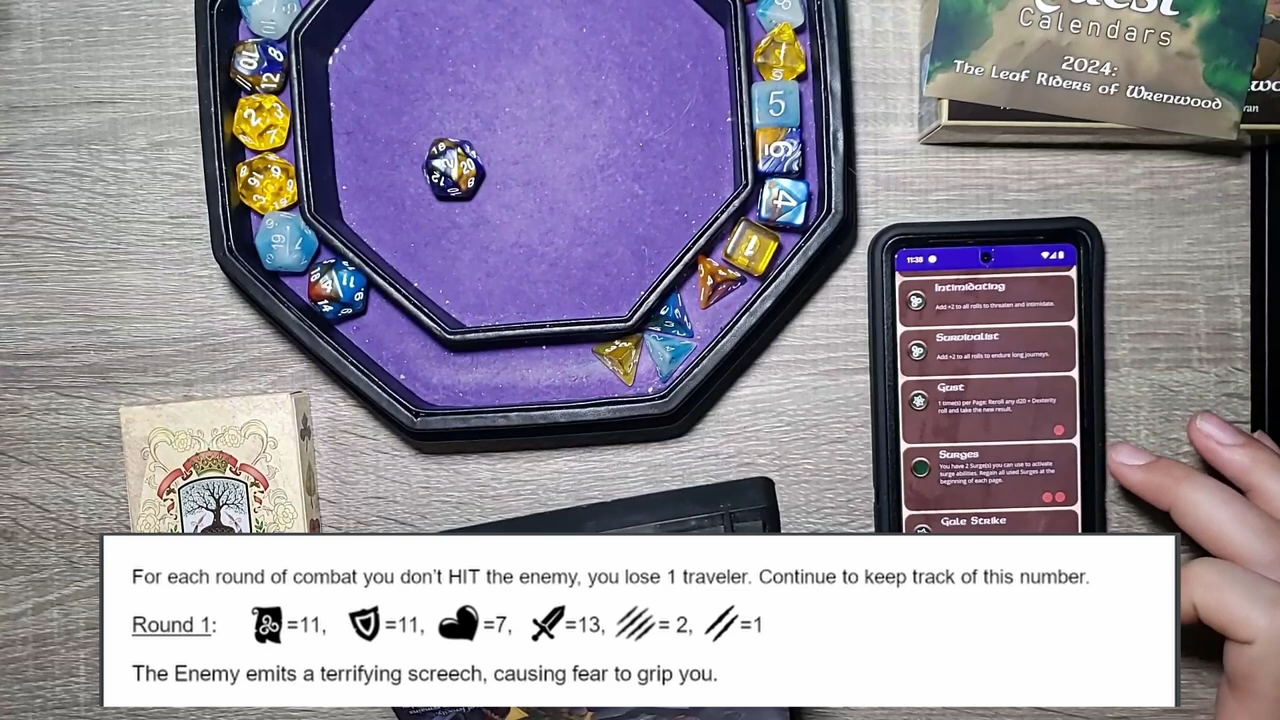 Quest
Calendars
2024:
The Leaf Riders of Wrenwood
11:38
Intimidating
Add +2 to all rolls to threaten and intimidate.
Survivalist
Add +2 to all rolls to endure long journeys.
Gust
1 time(s) per Page: Reroll any d20 + Dexterity
roll and take the new result.
Surges
You have 2 Surge(s) you can use to activate
surge abilities. Regain all used Surges at the
beginning of each page.
Gale Strike
For each round of combat you don't HIT the enemy, you lose 1 traveler. Continue to keep track of this number.
Round 1: =11, =11, =7, =13, = 2, =1
The Enemy emits a terrifying screech, causing fear to grip you.